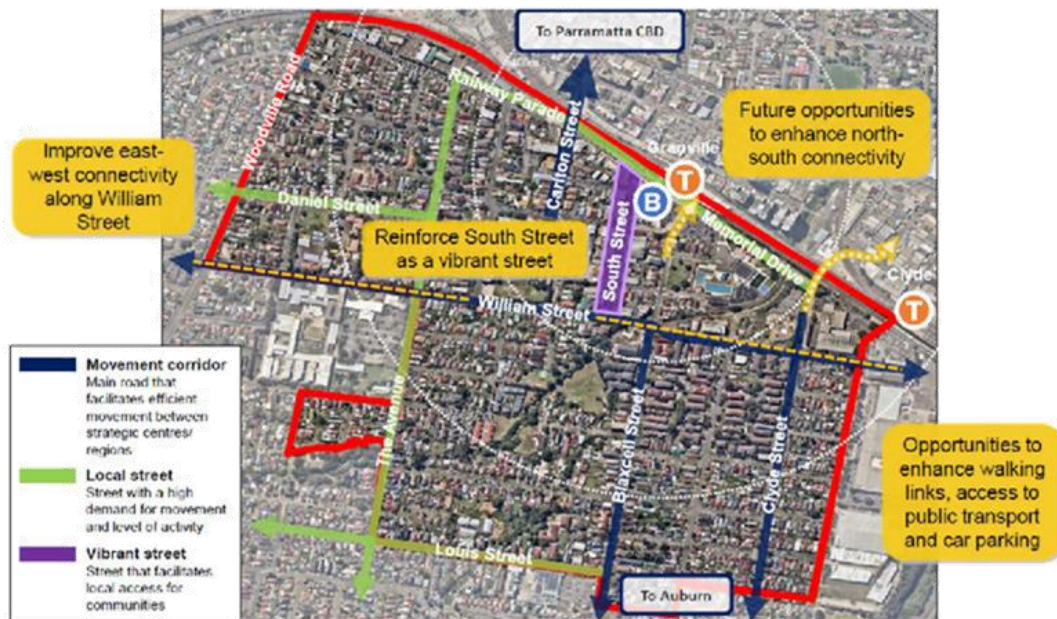 To Parramatta CBD
Woodville Road
Railway Parade
Carlton Street
Granville
T
B
Future opportunities
to enhance north-
south connectivity
Improve east-
west connectivity
along William
Street
Daniel Street
Reinforce South Street
as a vibrant street
South Street
Memorial Drive
Clyde
T
William Street
Movement corridor
Main road that
facilitates efficient
movement between
strategic centres/
regions
Local street
Street with a high
demand for movement
and level of activity
Vibrant street
Street that facilitates
local access for
communities
The Avenue
Blaxcell Street
Clyde Street
Louis Street
Opportunities to
enhance walking
links, access to
public transport
and car parking
To Auburn